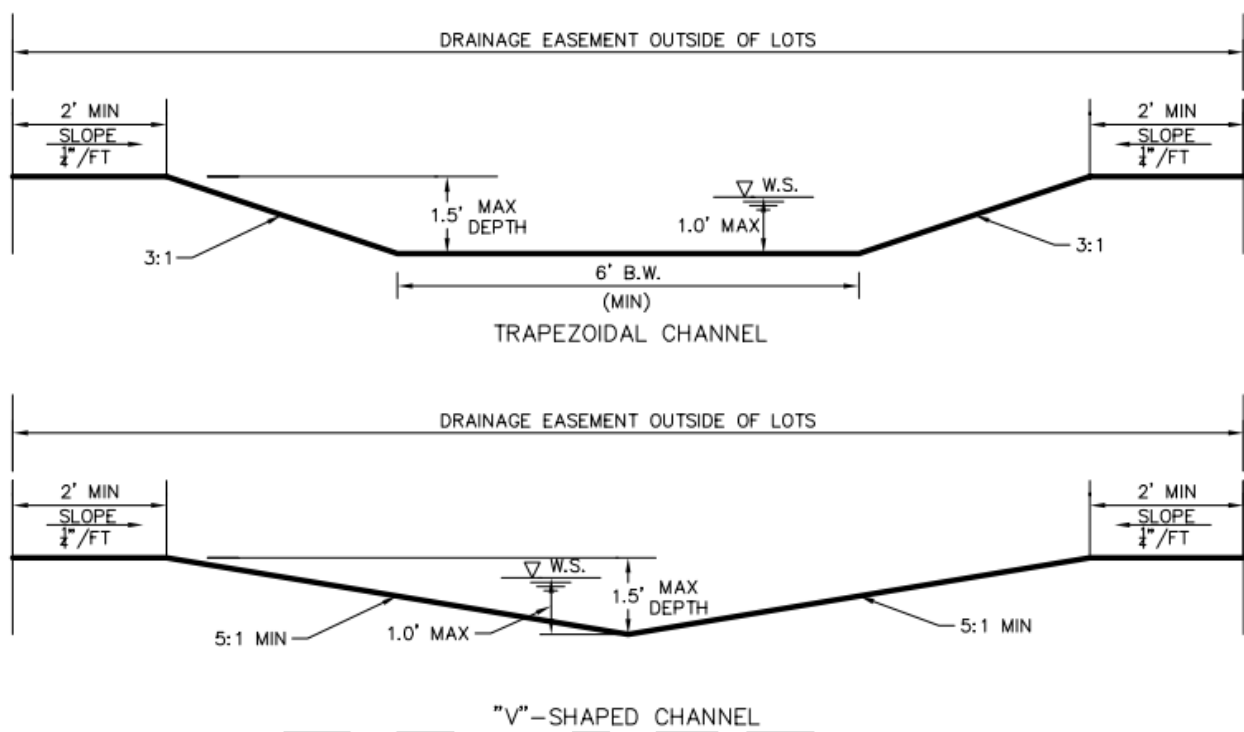 DRAINAGE EASEMENT OUTSIDE OF LOTS
2' MIN
SLOPE
1/4"/FT
2' MIN
SLOPE
1/4"/FT
W.S.
1.5' MAX
DEPTH
1.0' MAX
3:1
3:1
6' B.W.
(MIN)
TRAPEZOIDAL CHANNEL
DRAINAGE EASEMENT OUTSIDE OF LOTS
2' MIN
SLOPE
1/4"/FT
2' MIN
SLOPE
1/4"/FT
W.S.
1.5' MAX
DEPTH
5:1 MIN
1.0' MAX
5:1 MIN
"V"-SHAPED CHANNEL